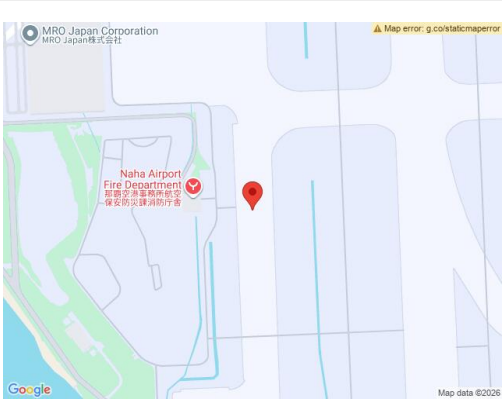 MRO Japan Corporation
MRO Japan株式会社
Map error: g.co/staticmaperror
Naha Airport
Fire Department
那覇空港事務所航空
保安防災課消防庁舎
Google
Map data ©2026